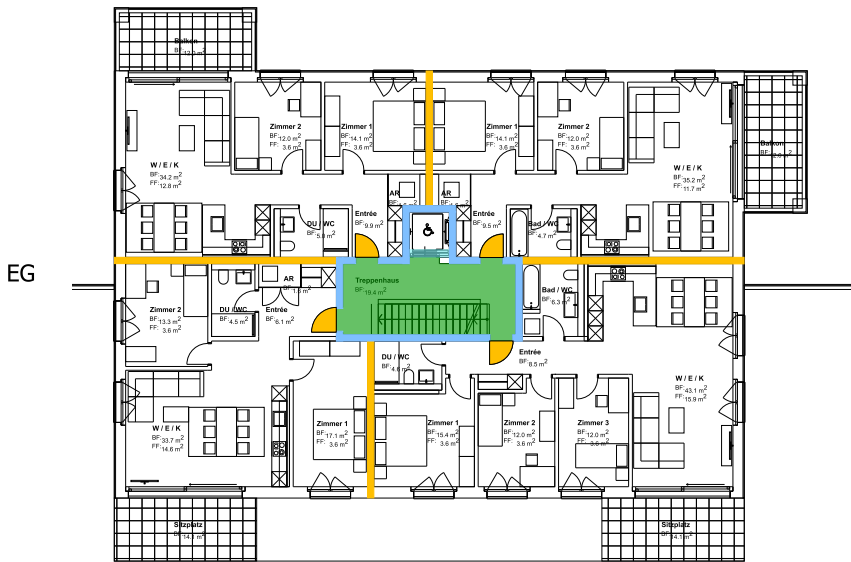 Balkon
BF:12.0 m²
Zimmer 2
BF:12.0 m²
FF: 3.6 m²
Zimmer 1
BF:14.1 m²
FF: 3.6 m²
Zimmer 1
BF:14.1 m²
FF: 3.6 m²
Zimmer 2
BF:12.0 m²
FF: 3.6 m²
Balkon
W / E / K
BF: 34.2 m²
FF: 12.8 m²
W / E / K
BF: 35.2 m²
FF: 11.7 m²
AR
AR
Entrée
BF:9.9 m²
Entrée
BF:9.5 m²
DU / WC
BF:5.0 m²
Bad / WC
BF:4.7 m²
EG
Treppenhaus
BF:18.4 m²
AR
BF:1.6 m²
Bad / WC
BF:6.3 m²
Zimmer 2
BF:13.3 m²
FF: 3.6 m²
DU / WC
BF:4.5 m²
Entrée
BF:6.1 m²
DU / WC
BF:4.6 m²
Entrée
BF:8.5 m²
W / E / K
BF: 43.1 m²
FF: 15.9 m²
W / E / K
BF: 33.7 m²
FF: 14.6 m²
Zimmer 1
BF:17.1 m²
FF: 3.6 m²
Zimmer 1
BF:15.4 m²
FF: 3.6 m²
Zimmer 2
BF:12.0 m²
FF: 3.6 m²
Zimmer 3
BF:12.0 m²
FF: 3.6 m²
Sitzplatz
BF:14.1 m²
Sitzplatz
BF:14.1 m²